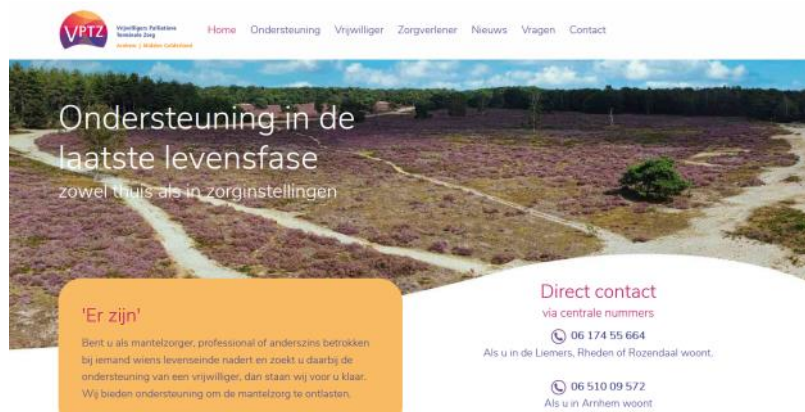 VPTZ
Vrijwilligers Palliatieve
Terminale Zorg
Arnhem | Midden Gelderland
Home Ondersteuning Vrijwilliger Zorgverlener Nieuws Vragen Contact
Ondersteuning in de
laatste levensfase
zowel thuis als in zorginstellingen
'Er zijn'
Bent u als mantelzorger, professional of anderszins betrokken
bij iemand wiens levenseinde nadert en zoekt u daarbij de
ondersteuning van een vrijwilliger, dan staan wij voor u klaar.
Wij bieden ondersteuning om de mantelzorg te ontlasten,
Direct contact
via centrale nummers
06 174 55 664
Als u in de Liemers, Rheden of Rozendaal woont.
06 510 09 572
Als u in Arnhem woont